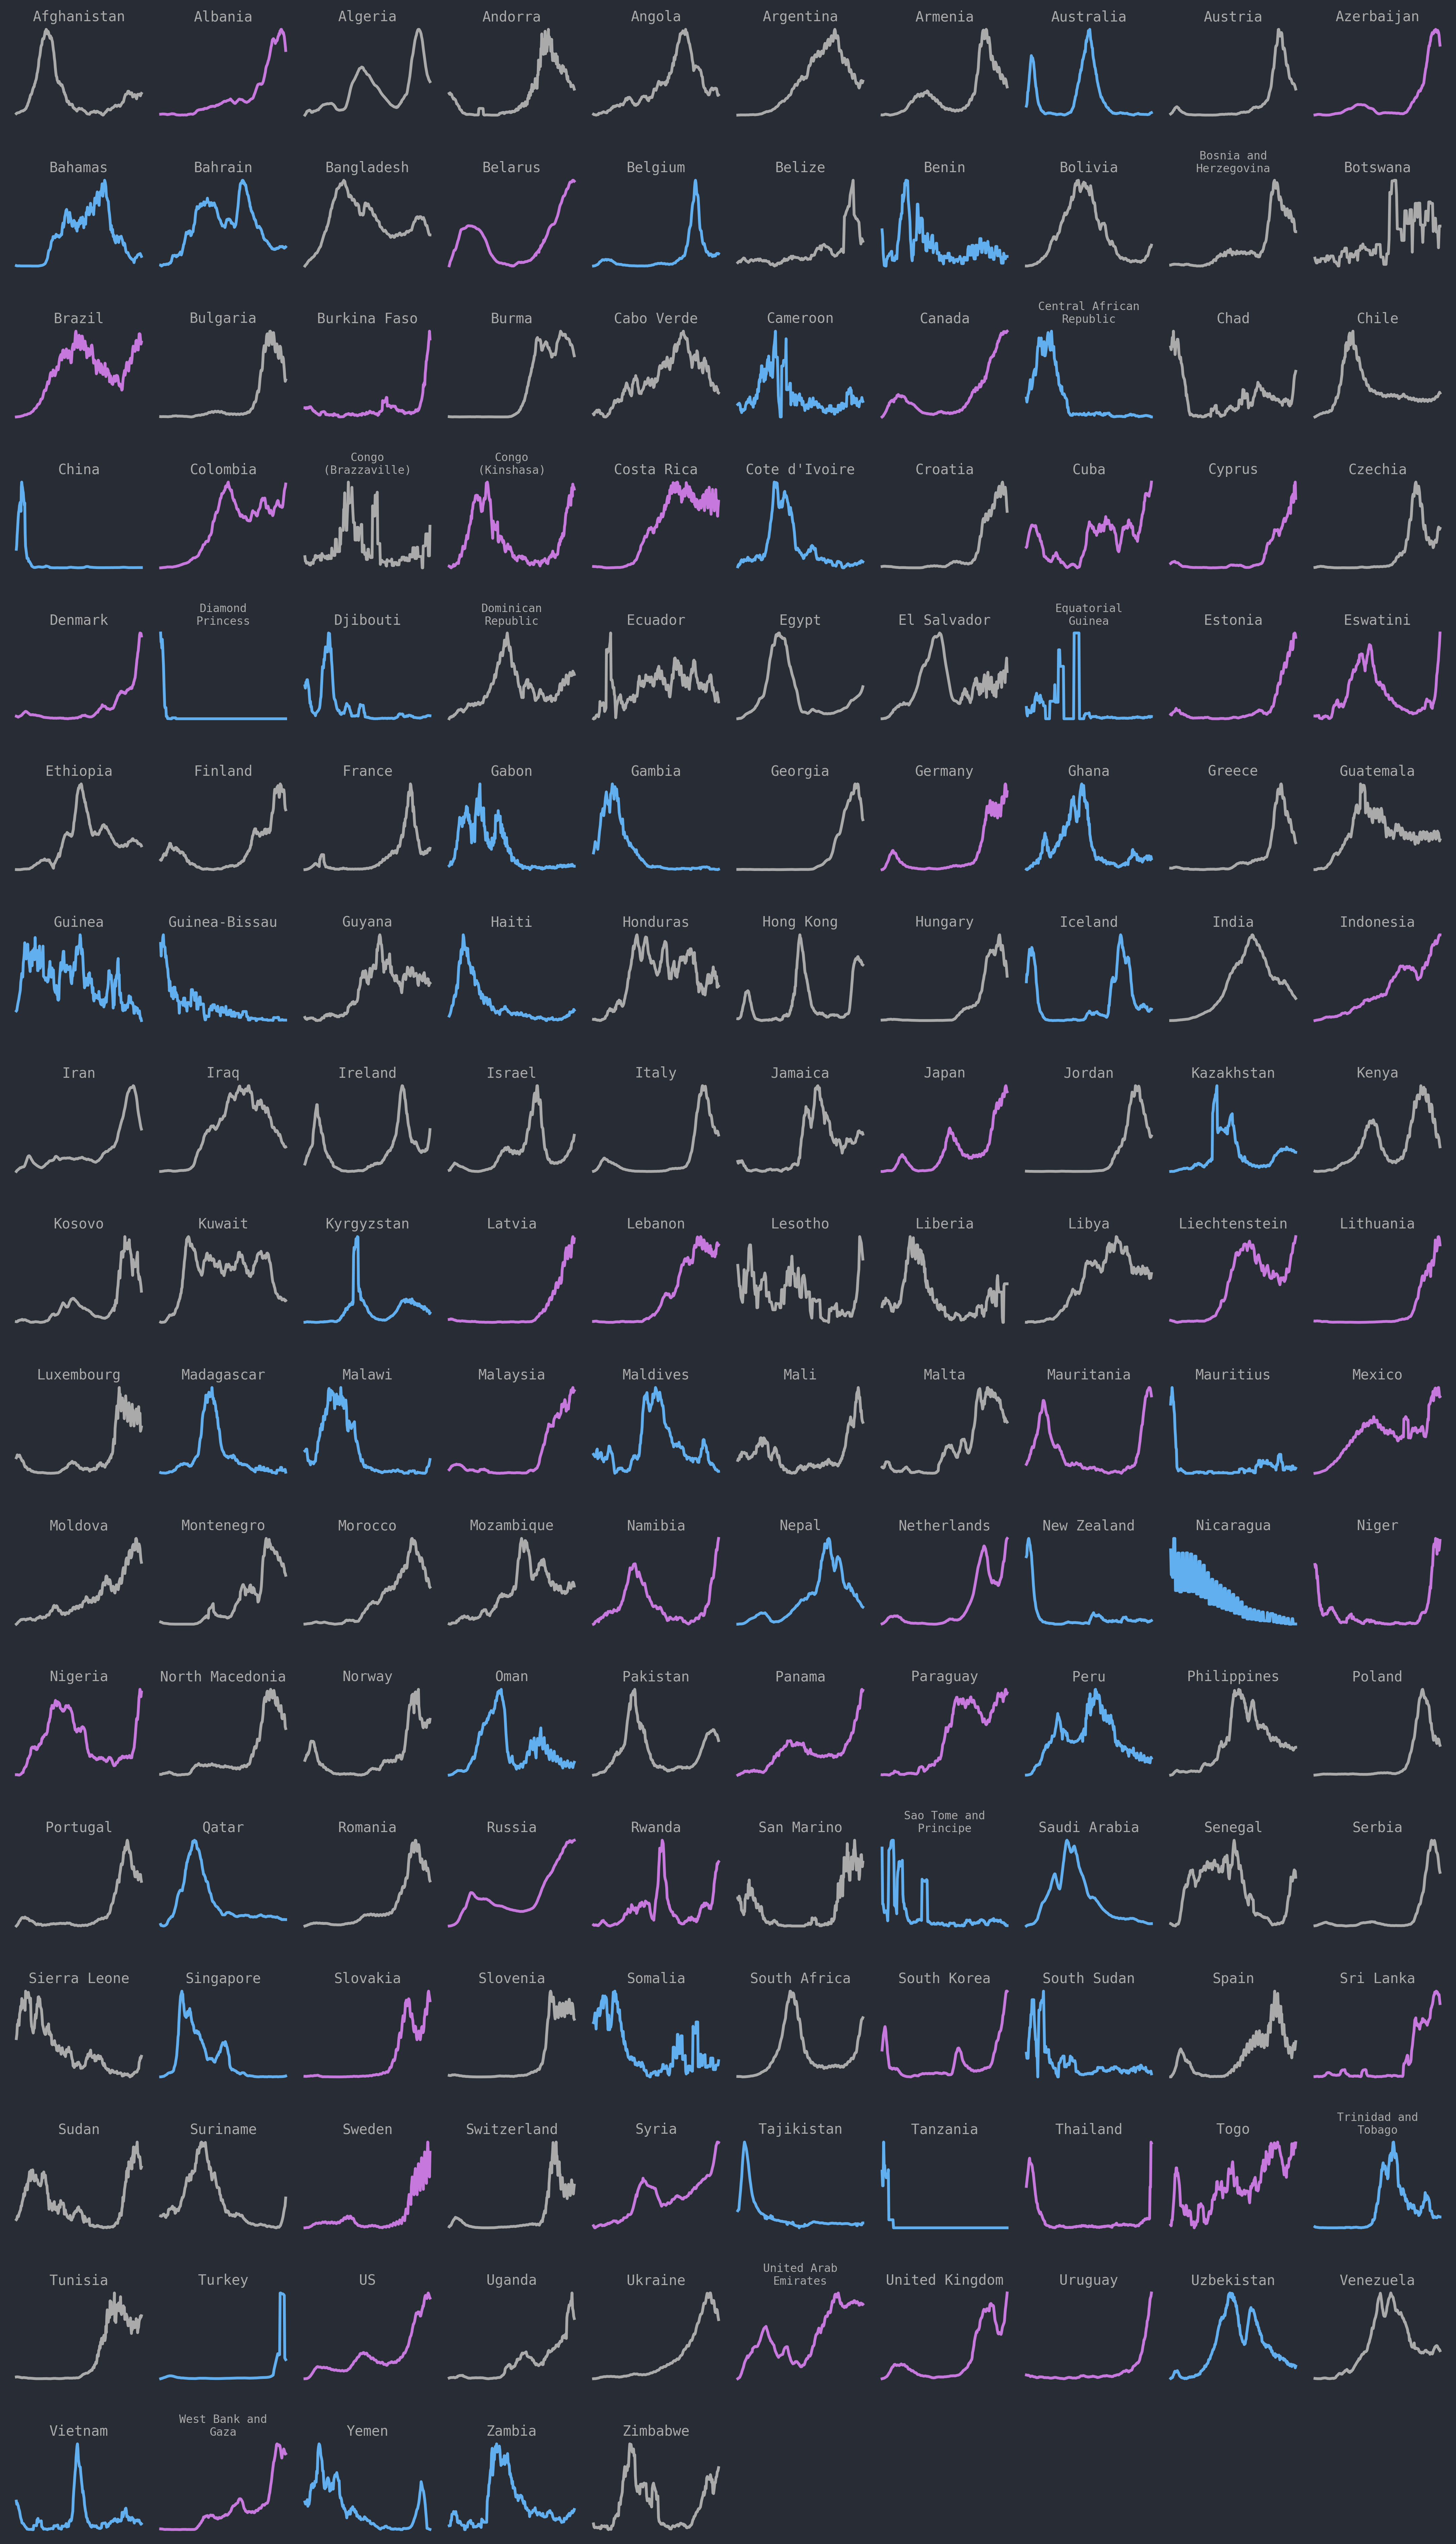 Afghanistan
Albania
Algeria
Andorra
Angola
Argentina
Armenia
Australia
Austria
Azerbaijan
Bahamas
Bahrain
Bangladesh
Belarus
Belgium
Belize
Benin
Bolivia
Bosnia and
Herzegovina
Botswana
Brazil
Bulgaria
Burkina Faso
Burma
Cabo Verde
Cameroon
Canada
Central African
Republic
Chad
Chile
China
Colombia
Congo
(Brazzaville)
Congo
(Kinshasa)
Costa Rica
Cote d'Ivoire
Croatia
Cuba
Cyprus
Czechia
Denmark
Diamond
Princess
Djibouti
Dominican
Republic
Ecuador
Egypt
El Salvador
Equatorial
Guinea
Estonia
Eswatini
Ethiopia
Finland
France
Gabon
Gambia
Georgia
Germany
Ghana
Greece
Guatemala
Guinea
Guinea-Bissau
Guyana
Haiti
Honduras
Hong Kong
Hungary
Iceland
India
Indonesia
Iran
Iraq
Ireland
Israel
Italy
Jamaica
Japan
Jordan
Kazakhstan
Kenya
Kosovo
Kuwait
Kyrgyzstan
Latvia
Lebanon
Lesotho
Liberia
Libya
Liechtenstein
Lithuania
Luxembourg
Madagascar
Malawi
Malaysia
Maldives
Mali
Malta
Mauritania
Mauritius
Mexico
Moldova
Montenegro
Morocco
Mozambique
Namibia
Nepal
Netherlands
New Zealand
Nicaragua
Niger
Nigeria
North Macedonia
Norway
Oman
Pakistan
Panama
Paraguay
Peru
Philippines
Poland
Portugal
Qatar
Romania
Russia
Rwanda
San Marino
Sao Tome and
Principe
Saudi Arabia
Senegal
Serbia
Sierra Leone
Singapore
Slovakia
Slovenia
Somalia
South Africa
South Korea
South Sudan
Spain
Sri Lanka
Sudan
Suriname
Sweden
Switzerland
Syria
Tajikistan
Tanzania
Thailand
Togo
Trinidad and
Tobago
Tunisia
Turkey
US
Uganda
Ukraine
United Arab
Emirates
United Kingdom
Uruguay
Uzbekistan
Venezuela
Vietnam
West Bank and
Gaza
Yemen
Zambia
Zimbabwe